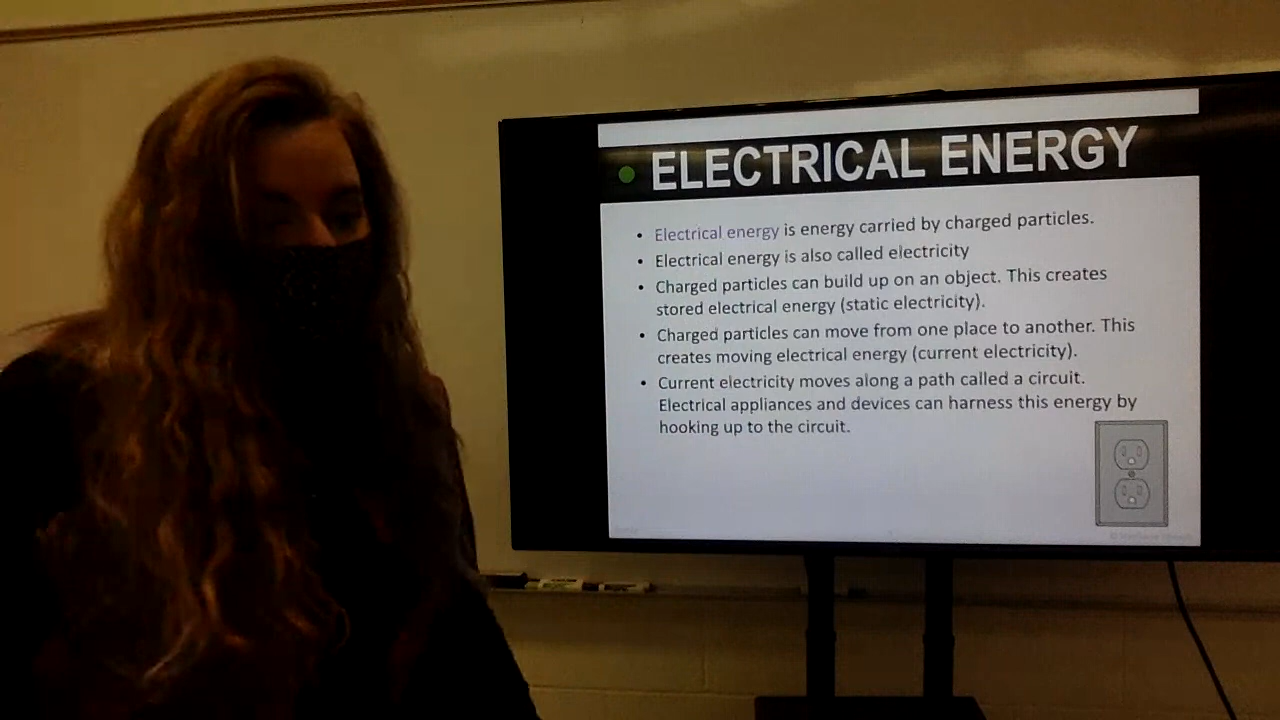 ELECTRICAL ENERGY
• Electrical energy is energy carried by charged particles.
• Electrical energy is also called electricity
• Charged particles can build up on an object. This creates
stored electrical energy (static electricity).
• Charged particles can move from one place to another. This
creates moving electrical energy (current electricity).
• Current electricity moves along a path called a circuit.
Electrical appliances and devices can harness this energy by
hooking up to the circuit.